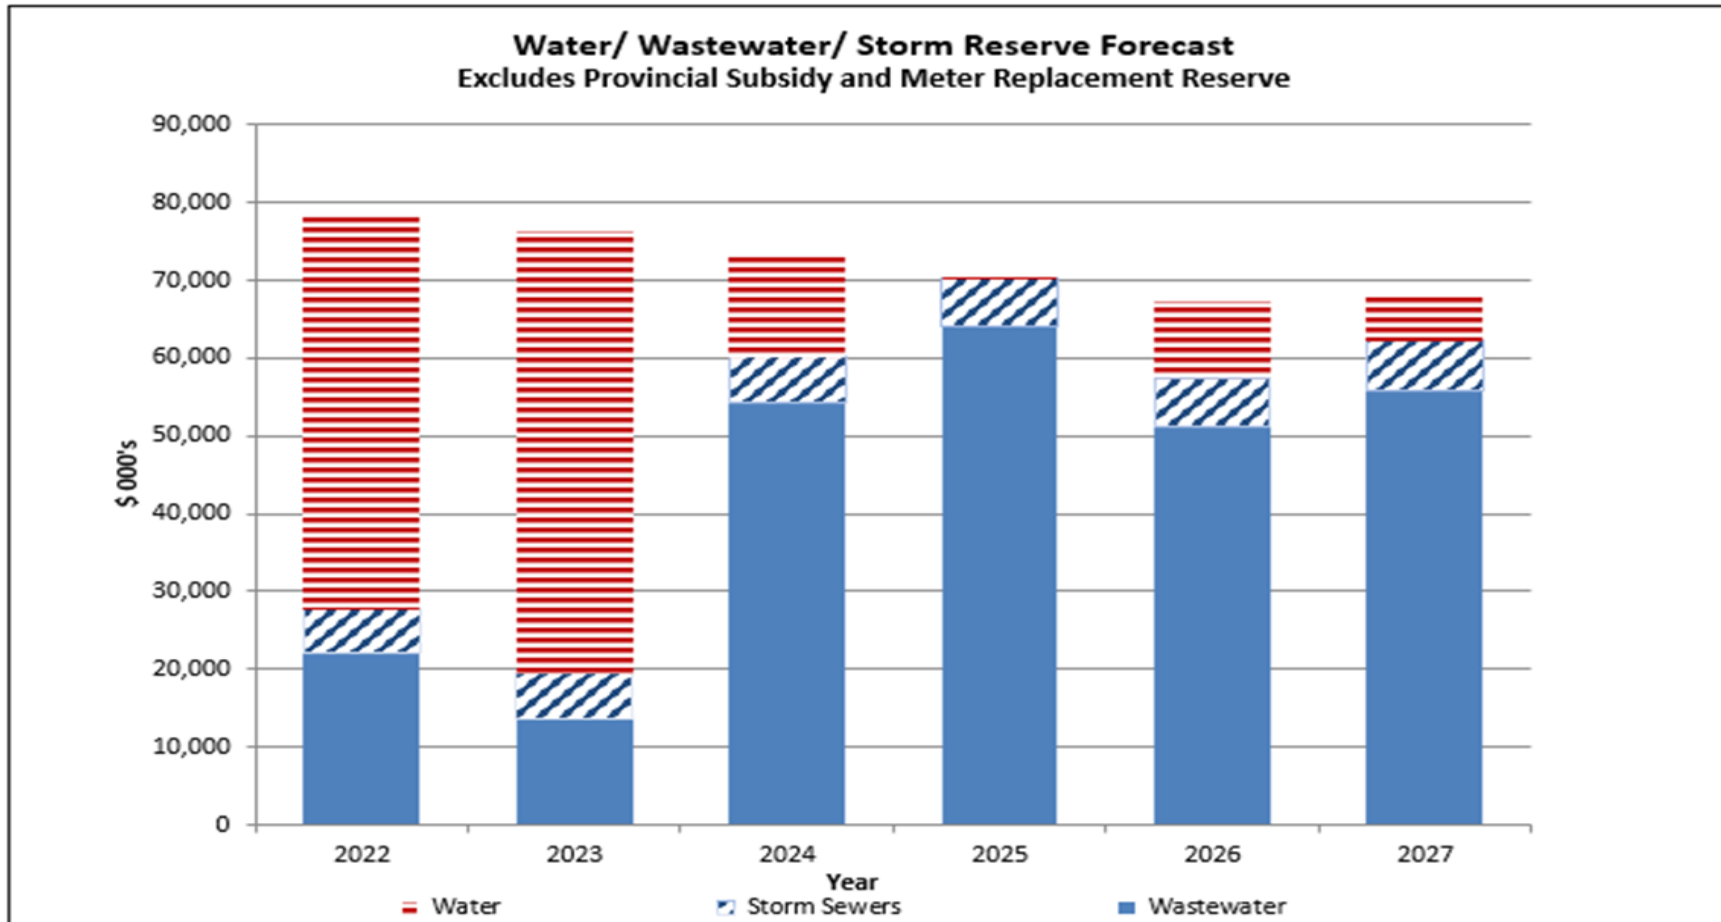 Water/ Wastewater/ Storm Reserve Forecast
Excludes Provincial Subsidy and Meter Replacement Reserve
90,000
80,000
70,000
60,000
50,000
40,000
30,000
20,000
10,000
0
$ 000's
2022 2023 2024 2025 2026 2027
Year
Water Storm Sewers Wastewater